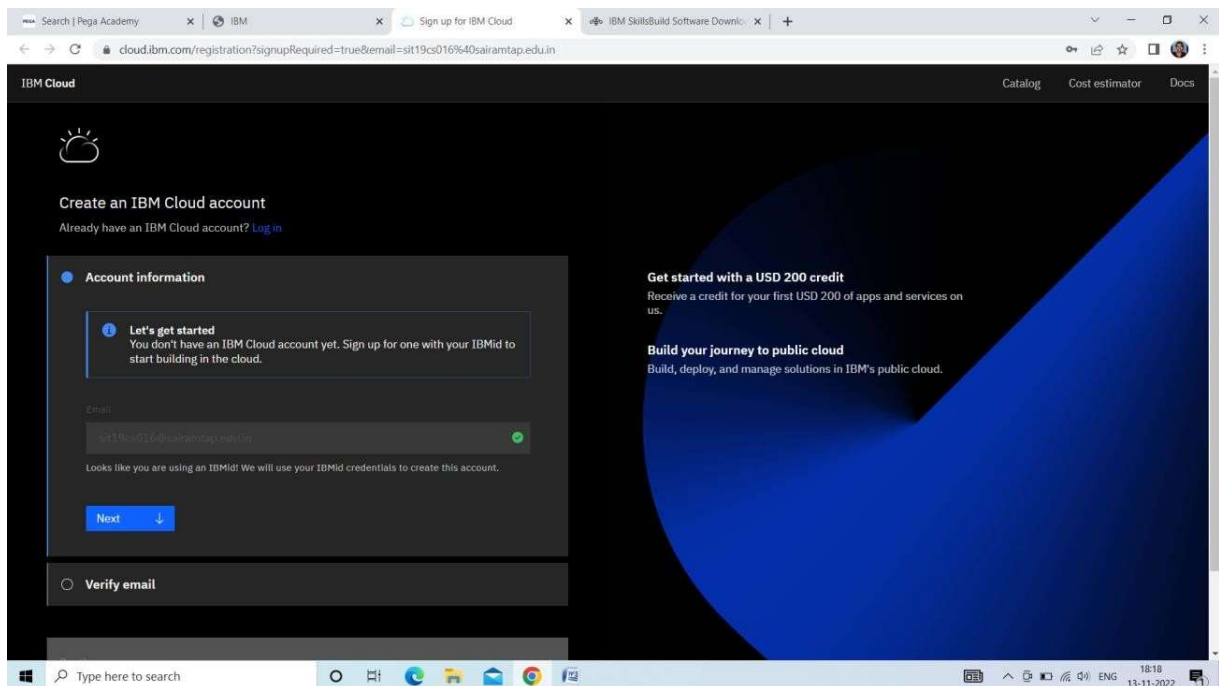 PEGA Search | Pega Academy
IBM
Sign up for IBM Cloud
IBM SkillsBuild Software Downlo
cloud.ibm.com/registration?signupRequired=true&email=sit19cs016%40sairamtap.edu.in
IBM Cloud
Catalog Cost estimator Docs
Create an IBM Cloud account
Already have an IBM Cloud account? Log in
Account information
Let's get started
You don't have an IBM Cloud account yet. Sign up for one with your IBMid to
start building in the cloud.
Email
sit19cs016@sairamtap.edu.in
Looks like you are using an IBMid! We will use your IBMid credentials to create this account.
Next
Verify email
Get started with a USD 200 credit
Receive a credit for your first USD 200 of apps and services on
us.
Build your journey to public cloud
Build, deploy, and manage solutions in IBM's public cloud.
Type here to search
ENG
18:18
13-11-2022